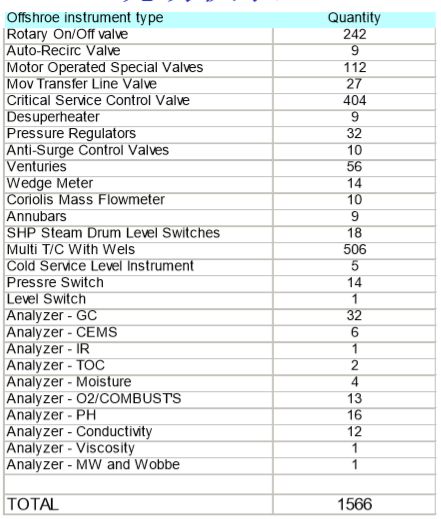 Offshroe instrument type Quantity
Rotary On/Off valve 242
Auto-Recirc Valve 9
Motor Operated Special Valves 112
Mov Transfer Line Valve 27
Critical Service Control Valve 404
Desuperheater 9
Pressure Regulators 32
Anti-Surge Control Valves 10
Venturies 56
Wedge Meter 14
Coriolis Mass Flowmeter 10
Annubars 9
SHP Steam Drum Level Switches 18
Multi T/C With Wels 506
Cold Service Level Instrument 5
Pressre Switch 14
Level Switch 1
Analyzer - GC 32
Analyzer - CEMS 6
Analyzer - IR 1
Analyzer - TOC 2
Analyzer - Moisture 4
Analyzer - O2/COMBUST'S 13
Analyzer - PH 16
Analyzer - Conductivity 12
Analyzer - Viscosity 1
Analyzer - MW and Wobbe 1
TOTAL 1566